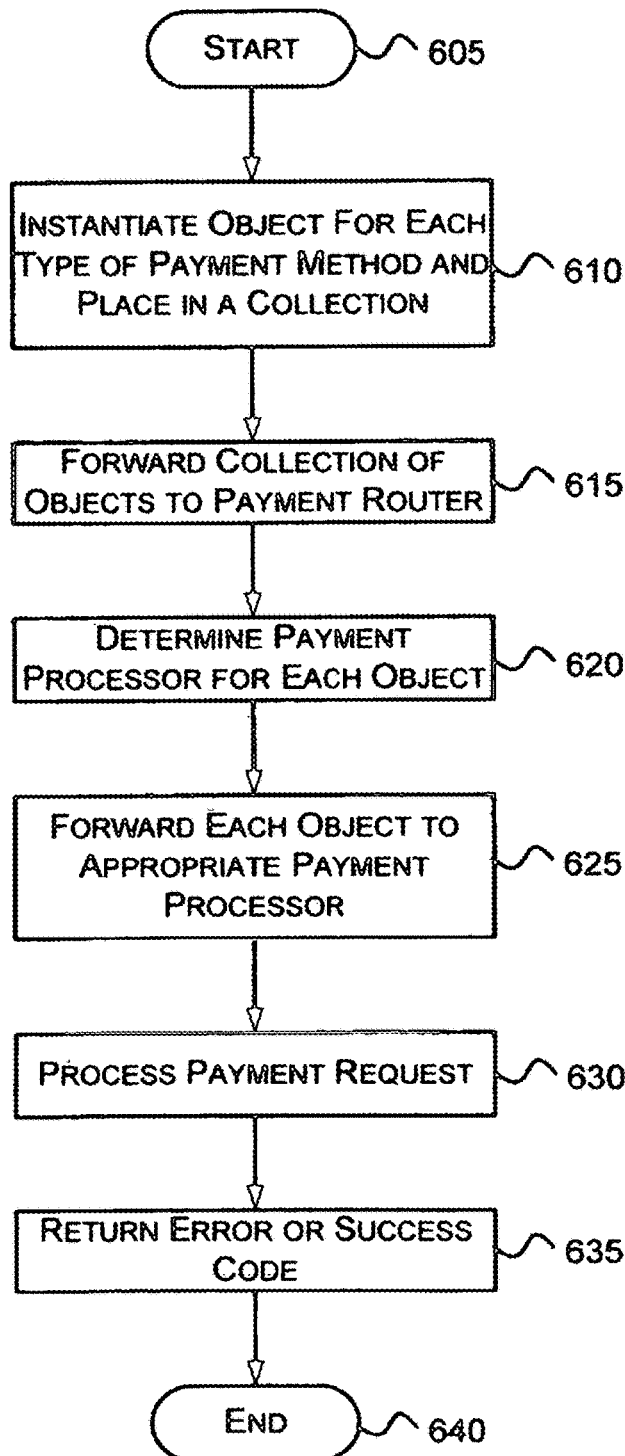 START
605
INSTANTIATE OBJECT FOR EACH
TYPE OF PAYMENT METHOD AND
PLACE IN A COLLECTION
610
FORWARD COLLECTION OF
OBJECTS TO PAYMENT ROUTER
615
DETERMINE PAYMENT
PROCESSOR FOR EACH OBJECT
620
FORWARD EACH OBJECT TO
APPROPRIATE PAYMENT
PROCESSOR
625
PROCESS PAYMENT REQUEST
630
RETURN ERROR OR SUCCESS
CODE
635
END
640